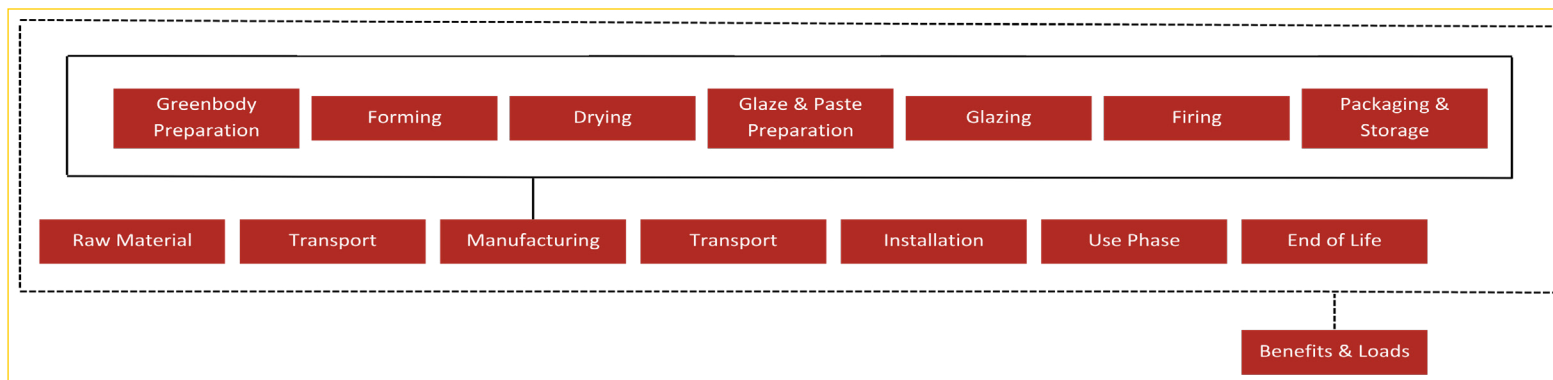 Greenbody
Preparation
Forming
Drying
Glaze & Paste
Preparation
Glazing
Firing
Packaging &
Storage
Raw Material
Transport
Manufacturing
Transport
Installation
Use Phase
End of Life
Benefits & Loads